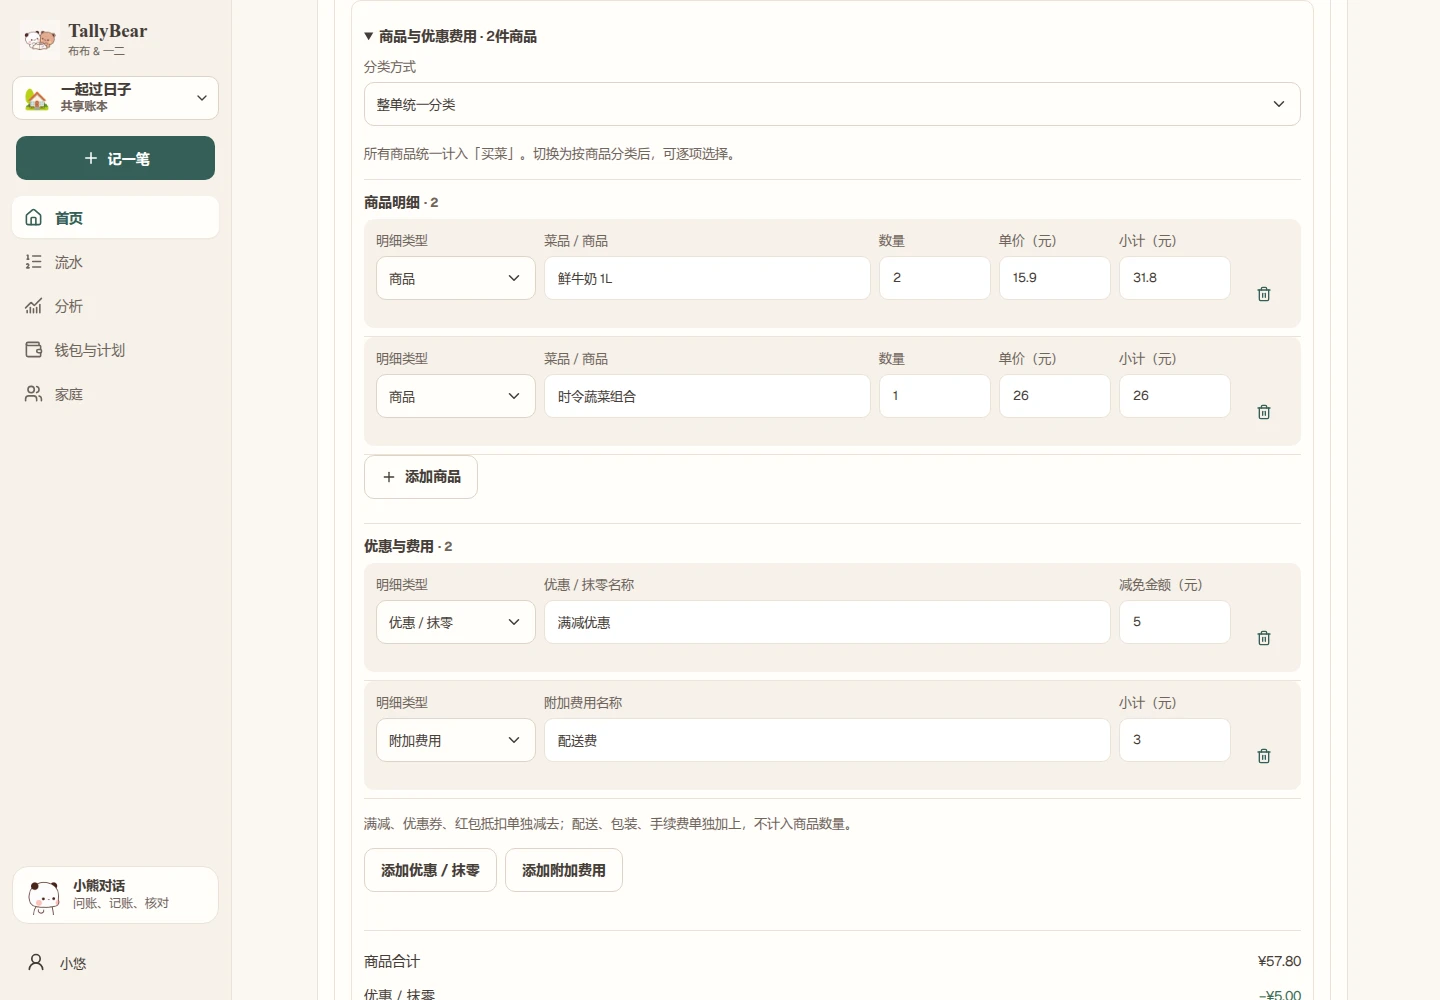 TallyBear
布布 & 一二
一起过日子
共享账本
记一笔
首页
流水
分析
钱包与计划
家庭
小熊对话
问账、记账、核对
小悠
商品与优惠费用 · 2件商品
分类方式
整单统一分类
所有商品统一计入「买菜」。切换为按商品分类后，可逐项选择。
商品明细 · 2
明细类型 菜品 / 商品 数量 单价（元） 小计（元）
商品 鲜牛奶 1L 2 15.9 31.8
明细类型 菜品 / 商品 数量 单价（元） 小计（元）
商品 时令蔬菜组合 1 26 26
添加商品
优惠与费用 · 2
明细类型 优惠 / 抹零名称 减免金额（元）
优惠 / 抹零 满减优惠 5
明细类型 附加费用名称 小计（元）
附加费用 配送费 3
满减、优惠券、红包抵扣单独减去；配送、包装、手续费单独加上，不计入商品数量。
添加优惠 / 抹零 添加附加费用
商品合计 ¥57.80
优惠 / 抹零 -¥5.00